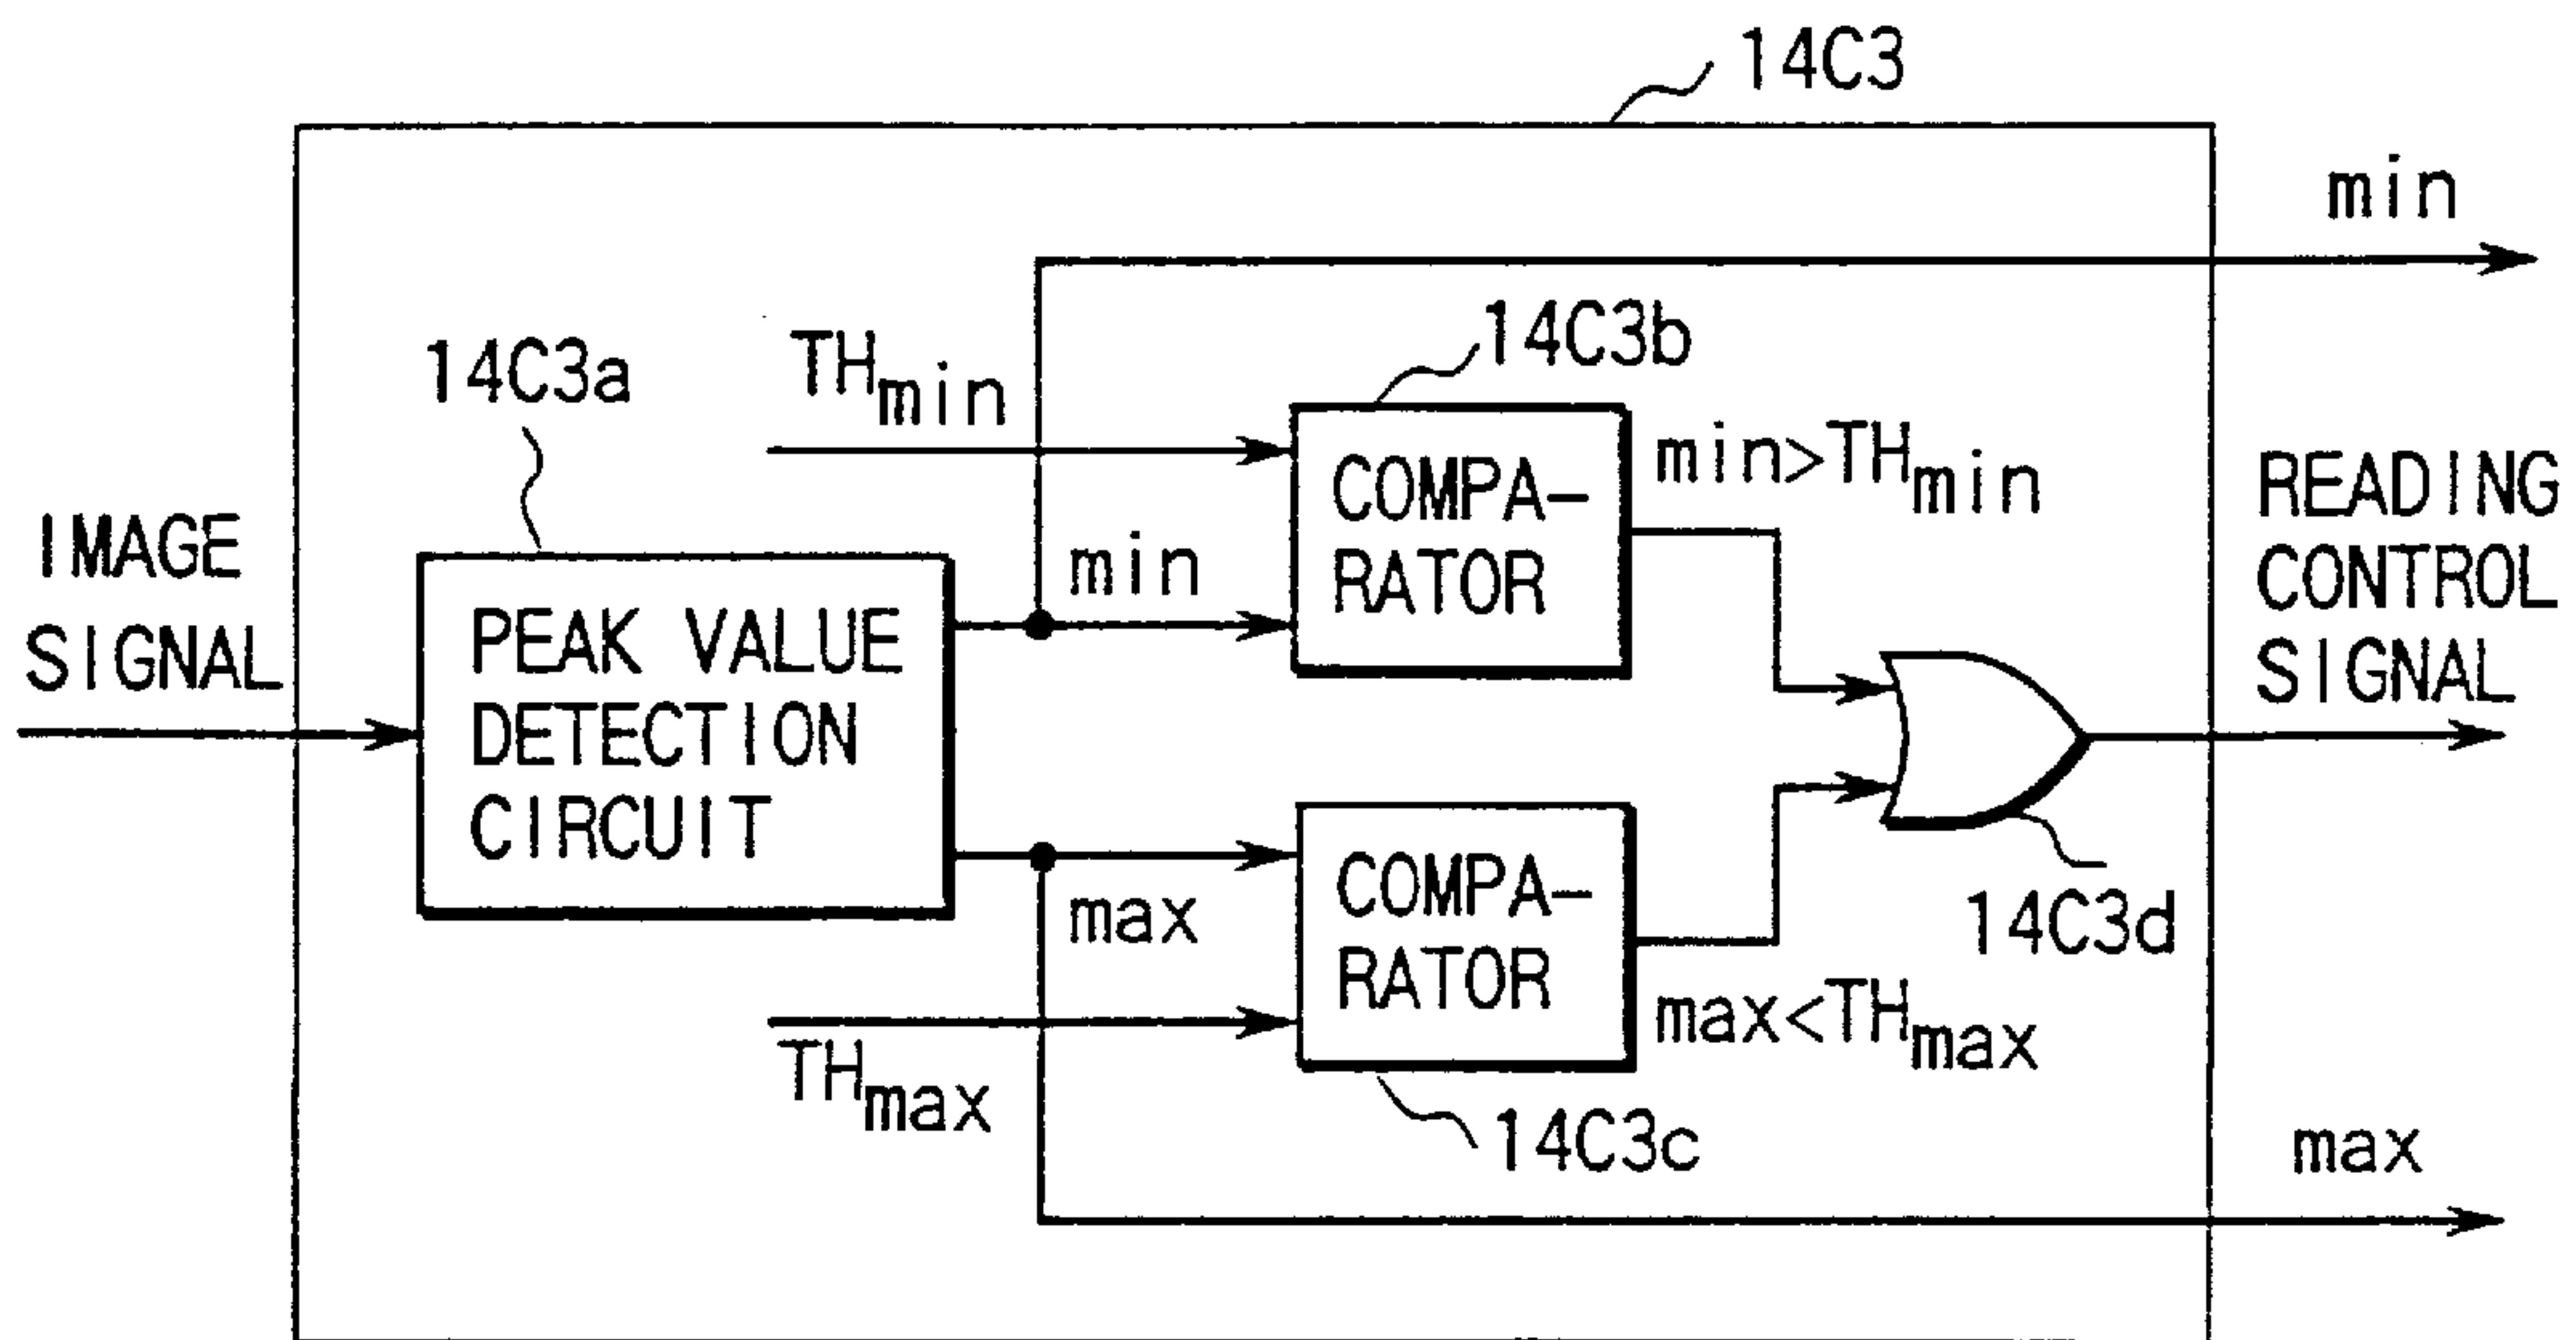 14C3
min
14C3b
THmin
14C3a
COMPA-
RATOR
min>THmin
READING
CONTROL
SIGNAL
IMAGE
SIGNAL
min
PEAK VALUE
DETECTION
CIRCUIT
max
COMPA-
RATOR
14C3d
max<THmax
THmax
14C3c
max